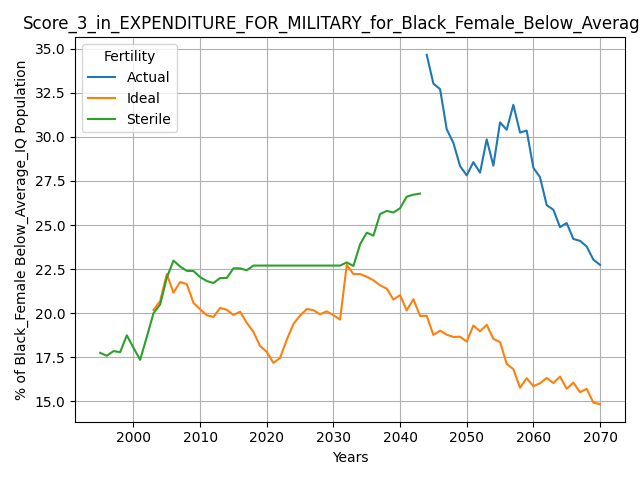 Score_3_in_EXPENDITURE_FOR_MILITARY_for_Black_Female_Below_Averag
% of Black_Female Below_Average_IQ Population
35.0
32.5
30.0
27.5
25.0
22.5
20.0
17.5
15.0
Fertility
Actual
Ideal
Sterile
2000 2010 2020 2030 2040 2050 2060 2070
Years